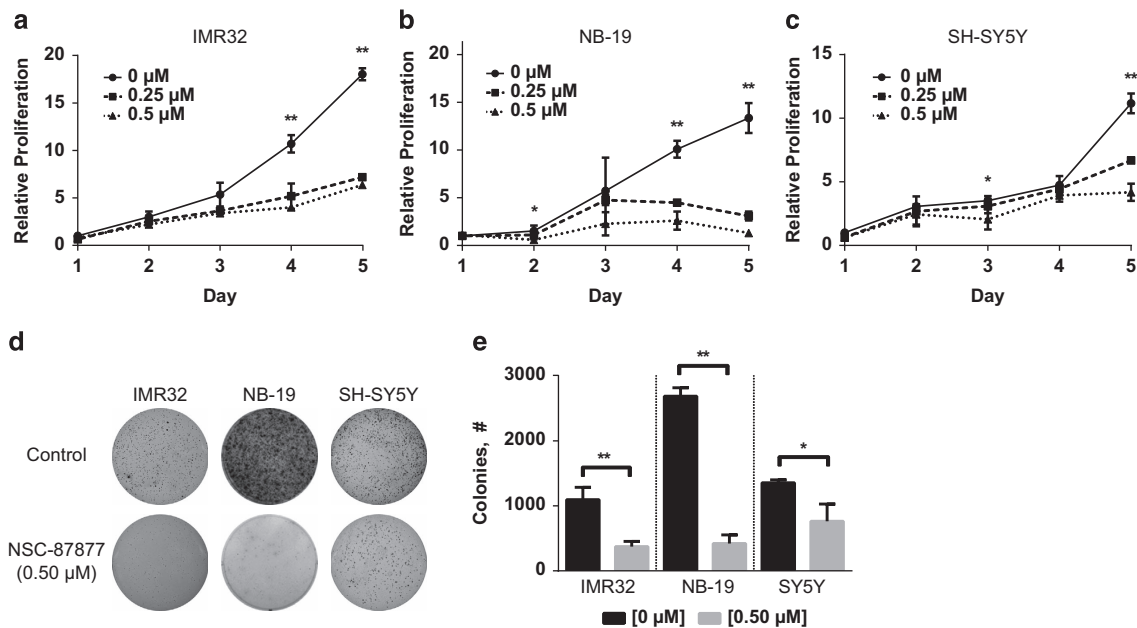 a
IMR32
Relative Proliferation
20
15
10
5
0
0 µM
0.25 µM
0.5 µM
**
**
1 2 3 4 5
Day
b
NB-19
Relative Proliferation
20
15
10
5
0
0 µM
0.25 µM
0.5 µM
*
**
**
1 2 3 4 5
Day
c
SH-SY5Y
Relative Proliferation
15
10
5
0
0 µM
0.25 µM
0.5 µM
*
**
1 2 3 4 5
Day
d
IMR32 NB-19 SH-SY5Y
Control
NSC-87877
(0.50 µM)
e
Colonies, #
3000
2000
1000
0
**
**
*
IMR32 NB-19 SY5Y
[0 µM] [0.50 µM]